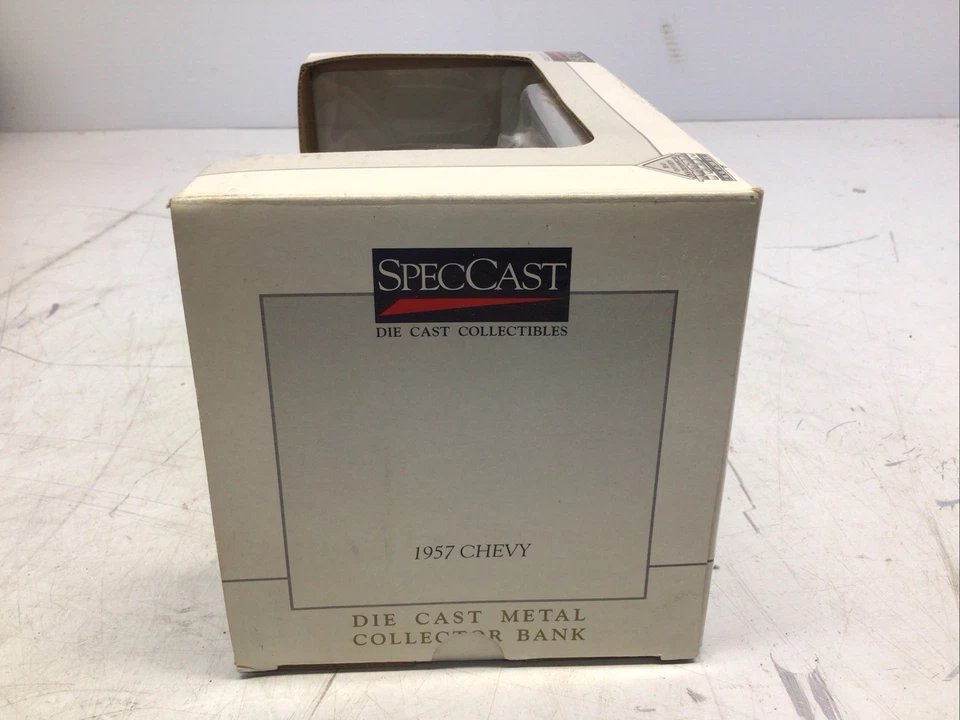 SPECCAST
DIE CAST COLLECTIBLES
1957 CHEVY
DIE CAST METAL
COLLECTOR BANK